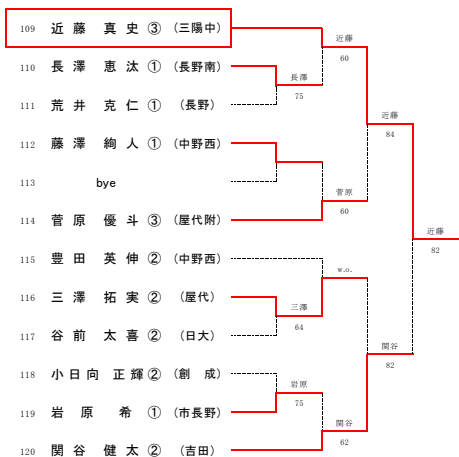 109 近藤 真史 ③ (三陽中)
近藤
60
110 長澤 恵汰 ① (長野南)
長澤
75
111 荒井 克仁 ① (長野)
近藤
84
112 藤澤 絢人 ① (中野西)
113 bye
菅原
60
114 菅原 優斗 ③ (屋代附)
近藤
82
115 豊田 英伸 ② (中野西)
w.o.
116 三澤 拓実 ② (屋代)
三澤
64
117 谷前 太喜 ② (日大)
関谷
82
118 小日向 正輝 ② (創成)
岩原
75
119 岩原 希 ① (市長野)
関谷
62
120 関谷 健太 ② (吉田)